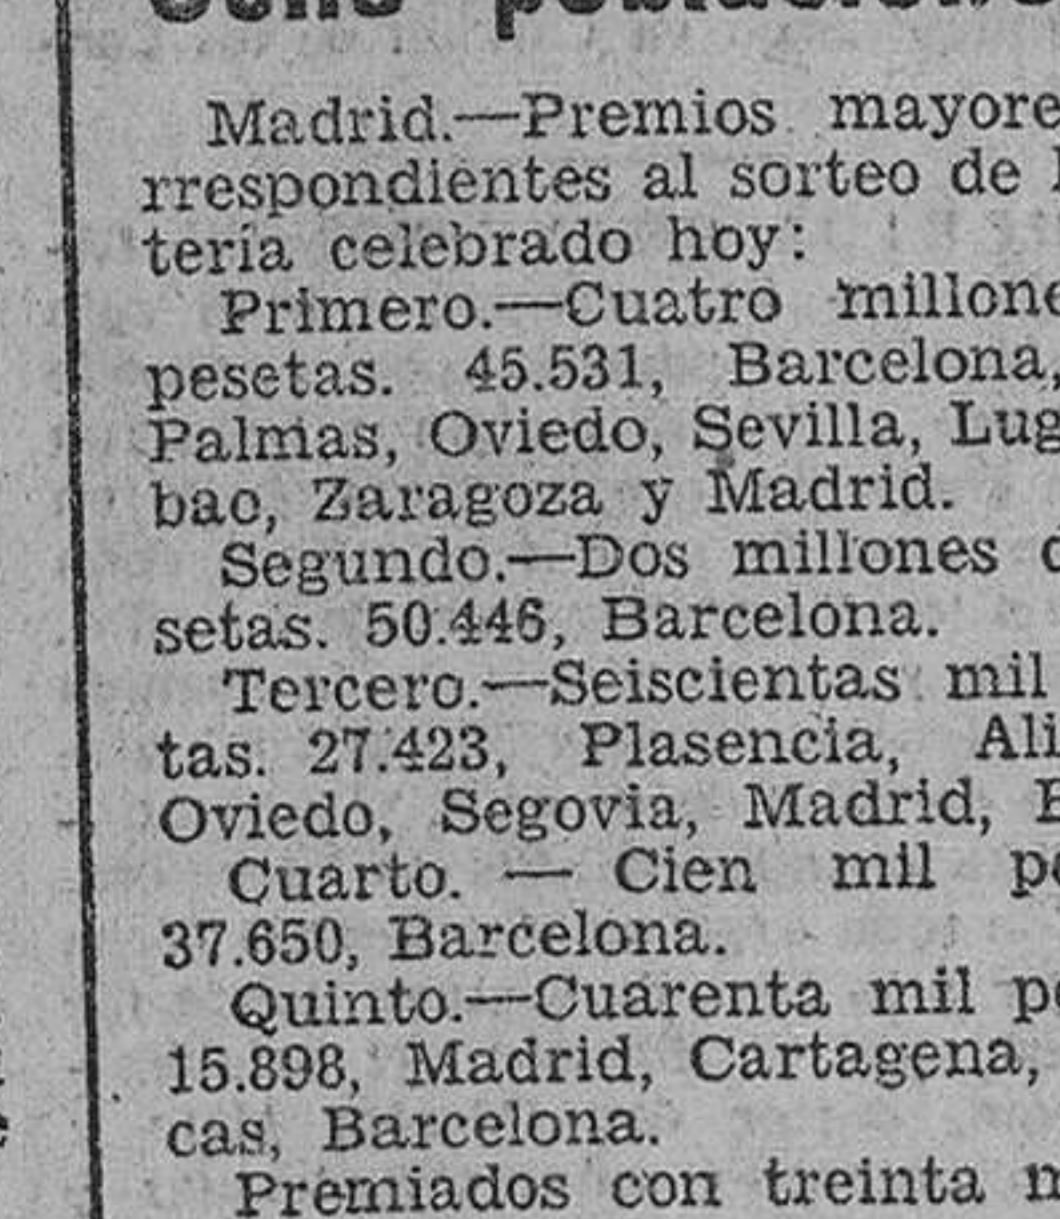 Madrid.—Premios mayore
rrespondientes al sorteo de
tería celebrado hoy:
Primero.—Cuatro millone
pesetas. 45.531, Barcelona,
Palmas, Oviedo, Sevilla, Lug
bao, Zaragoza y Madrid.
Segundo.—Dos millones d
setas. 50.446, Barcelona.
Tercero.—Seiscientas mil
tas. 27.423, Plasencia, Ali
Oviedo, Segovia, Madrid,
Cuarto. — Cien mil pe
37.650, Barcelona.
Quinto.—Cuarenta mil p
15.898, Madrid, Cartagena,
cas, Barcelona.
Premiados con treinta m